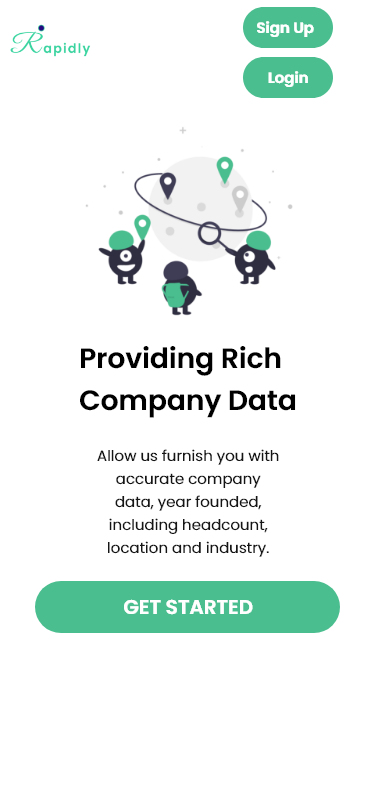 Rapidly
Sign Up
Login
Providing Rich
Company Data
Allow us furnish you with
accurate company
data, year founded,
including headcount,
location and industry.
GET STARTED